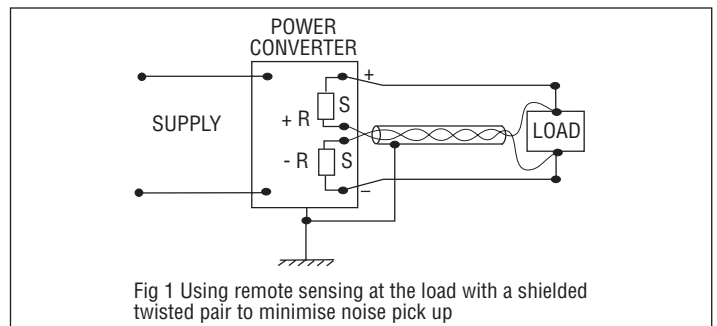 POWER
CONVERTER
+
S
SUPPLY
+ R
LOAD
- R
S
–
Fig 1 Using remote sensing at the load with a shielded
twisted pair to minimise noise pick up